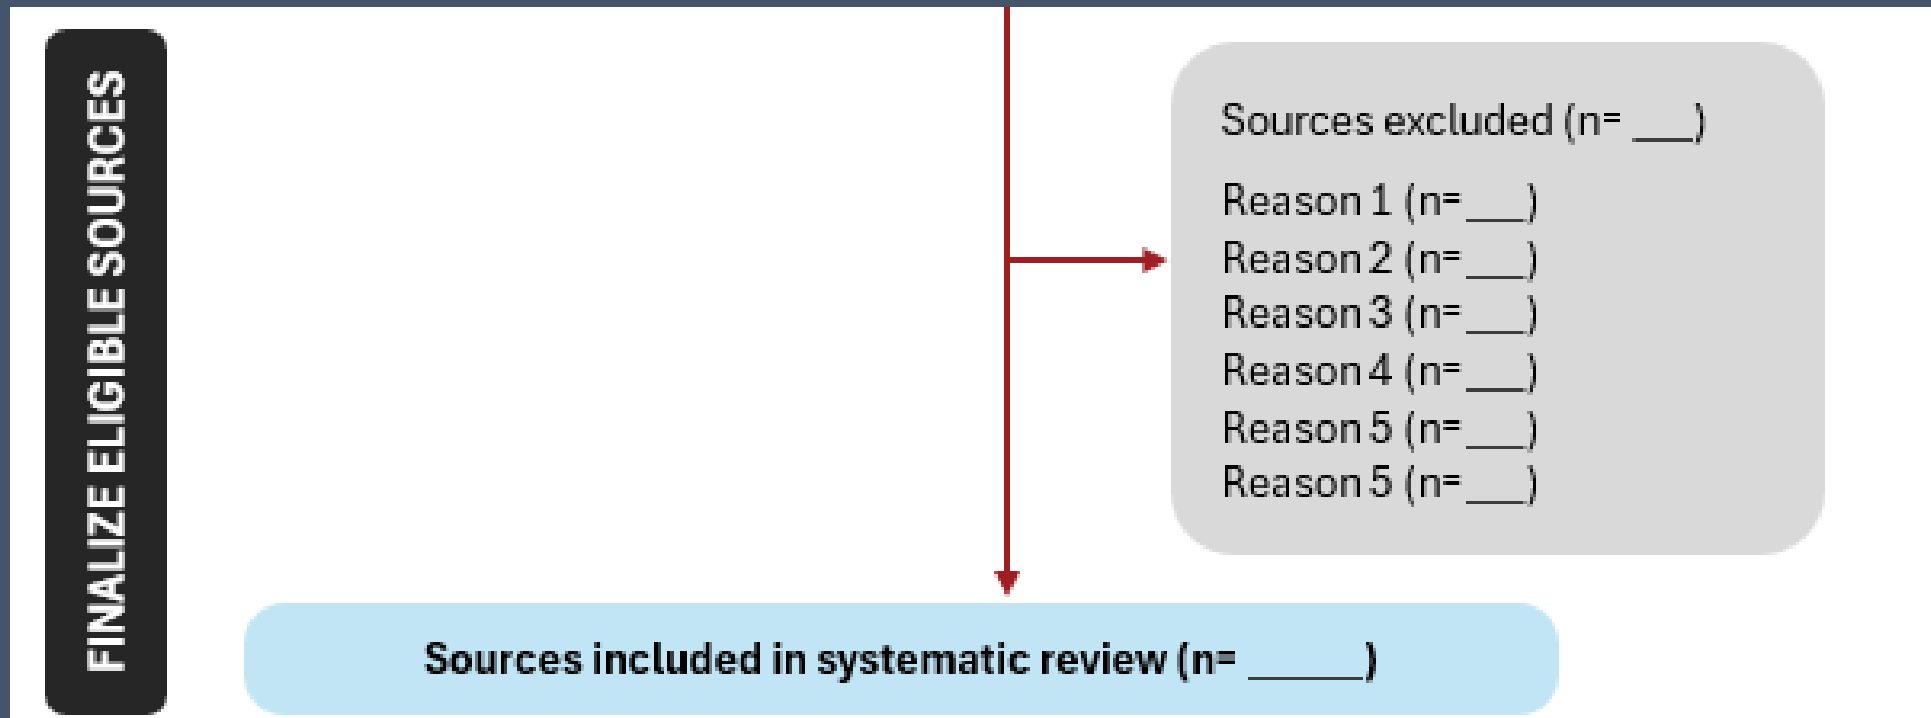 FINALIZE ELIGIBLE SOURCES
Sources excluded (n= ___)
Reason 1 (n=___)
Reason 2 (n=___)
Reason 3 (n=___)
Reason 4 (n=___)
Reason 5 (n=___)
Reason 5 (n=___)
Sources included in systematic review (n= _____)